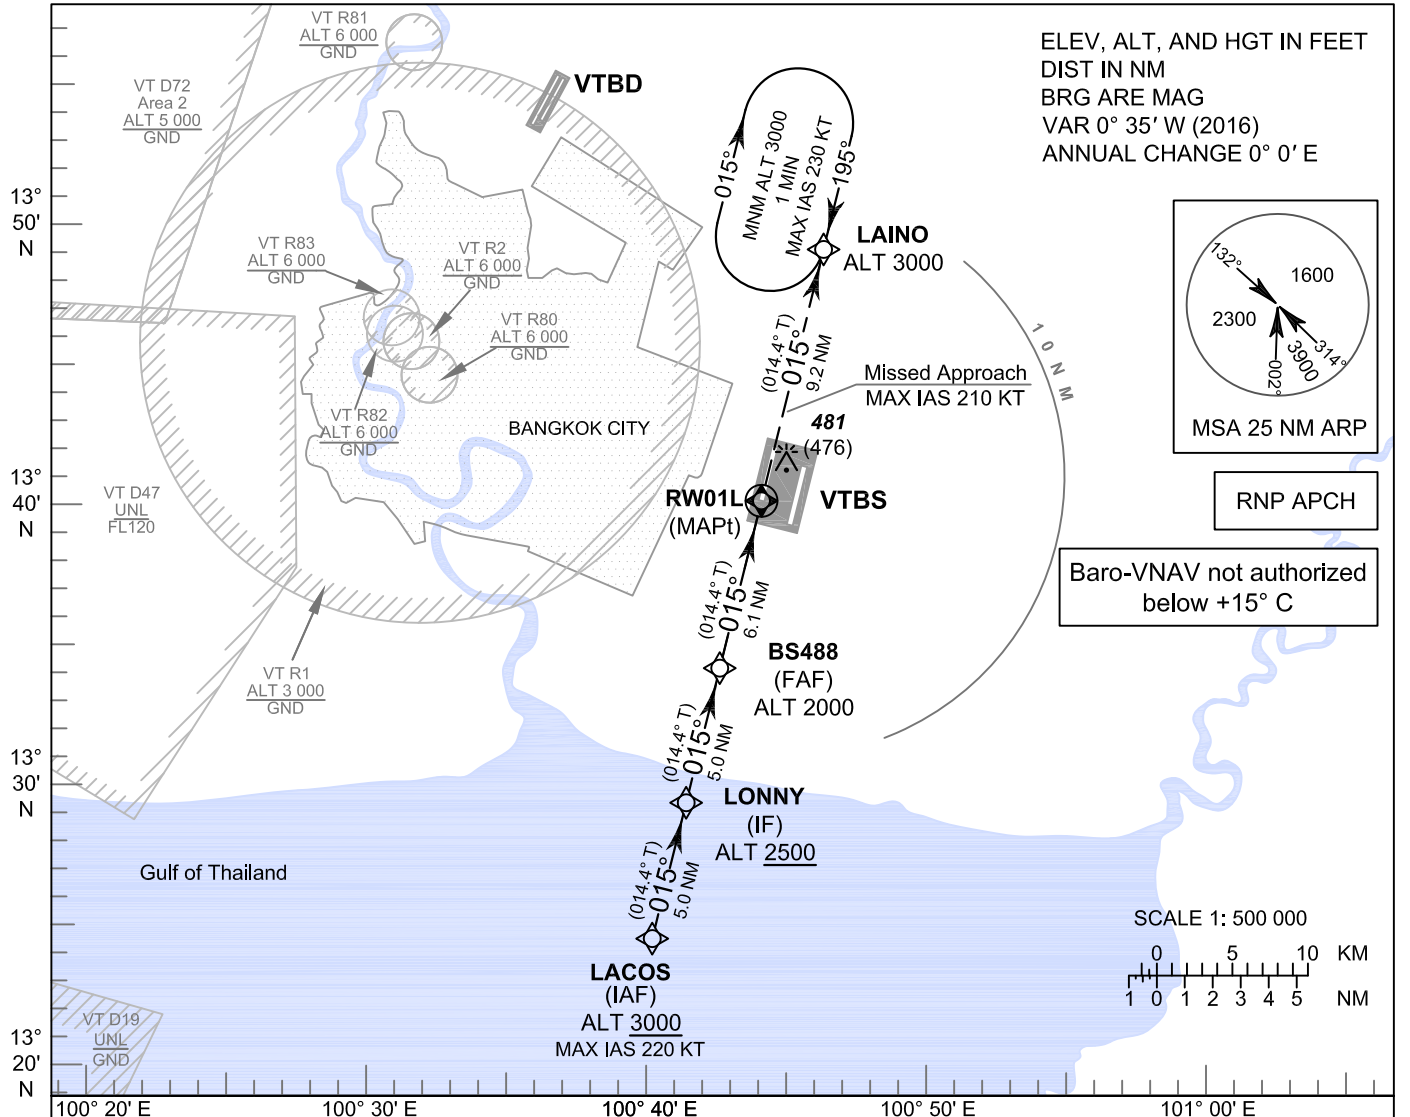 VT R81
ALT 6 000
GND
VT D72
Area 2
ALT 5 000
GND
VTBD
ELEV, ALT, AND HGT IN FEET
DIST IN NM
BRG ARE MAG
VAR 0° 35' W (2016)
ANNUAL CHANGE 0° 0' E
015°
MNM ALT 3000
1 MIN
MAX IAS 230 KT
195°
LAINO
ALT 3000
13°
50'
N
VT R83
ALT 6 000
GND
VT R2
ALT 6 000
GND
VT R80
ALT 6 000
GND
VT R82
ALT 6 000
GND
BANGKOK CITY
132°
1600
2300
3900
314°
002°
MSA 25 NM ARP
(014.4° T)
015°
9.2 NM
10NM
Missed Approach
MAX IAS 210 KT
481
(476)
RW01L
(MAPt)
VTBS
RNP APCH
Baro-VNAV not authorized
below +15° C
13°
40'
N
VT D47
UNL
FL120
(014.4° T)
015°
6.1 NM
BS488
(FAF)
ALT 2000
VT R1
ALT 3 000
GND
(014.4° T)
015°
5.0 NM
13°
30'
N
LONNY
(IF)
ALT 2500
Gulf of Thailand
(014.4° T)
015°
5.0 NM
LACOS
(IAF)
ALT 3000
MAX IAS 220 KT
SCALE 1: 500 000
0 5 10 KM
1 0 1 2 3 4 5 NM
VT D19
UNL
GND
13°
20'
N
100° 20' E 100° 30' E 100° 40' E 100° 50' E 101° 00' E